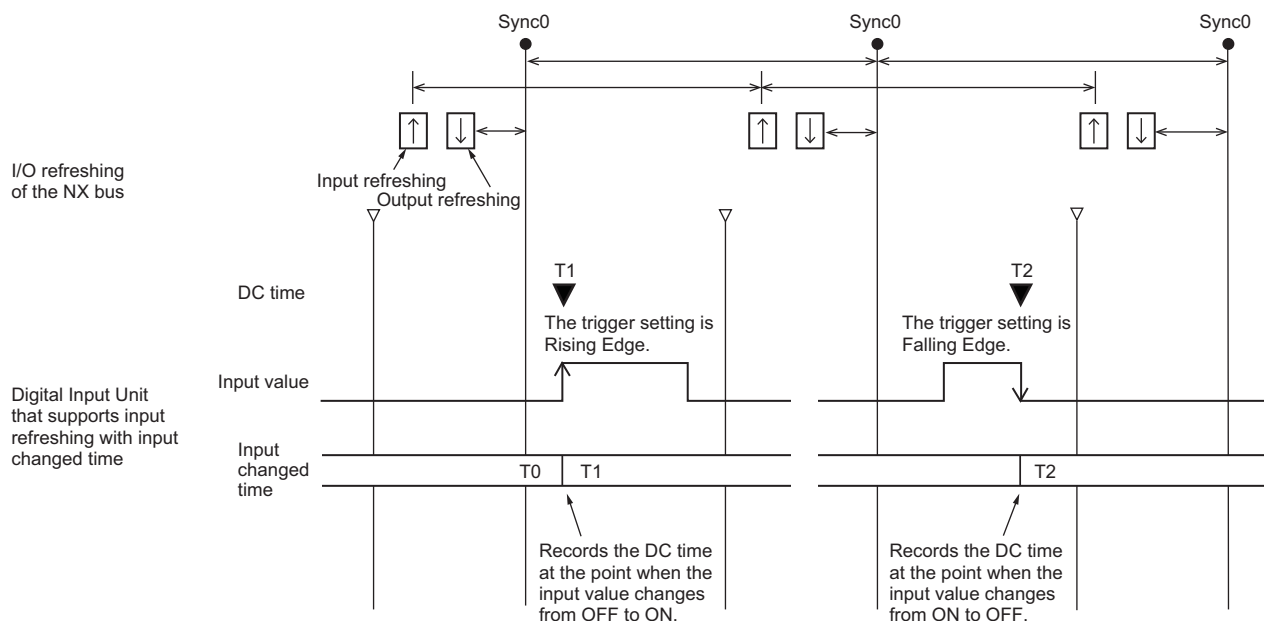 Sync0
Sync0
Sync0
I/O refreshing
of the NX bus
Input refreshing
Output refreshing
DC time
T1
T2
The trigger setting is
Rising Edge.
The trigger setting is
Falling Edge.
Digital Input Unit
that supports input
refreshing with input
changed time
Input value
Input
changed
time
T0
T1
T2
Records the DC time
at the point when the
input value changes
from OFF to ON.
Records the DC time
at the point when the
input value changes
from ON to OFF.